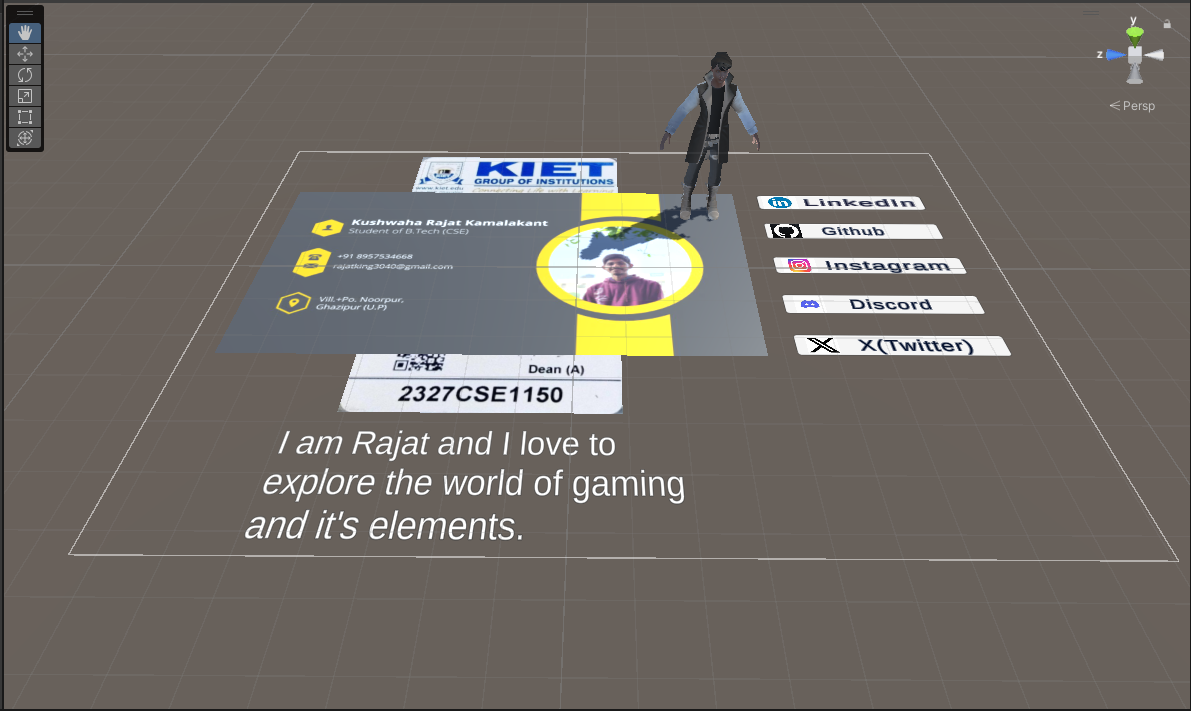 y
z
Persp
KIET
GROUP OF INSTITUTIONS
www.kiet.edu
Connecting Life with Learning
Kushwaha Rajat Kamalakant
Student of B.Tech (CSE)
+91 8957534668
rajatking3040@gmail.com
Vill.+Po. Noorpur,
Ghazipur (U.P)
LinkedIn
Github
Instagram
Discord
X(Twitter)
Dean (A)
2327CSE1150
I am Rajat and I love to
explore the world of gaming
and it's elements.